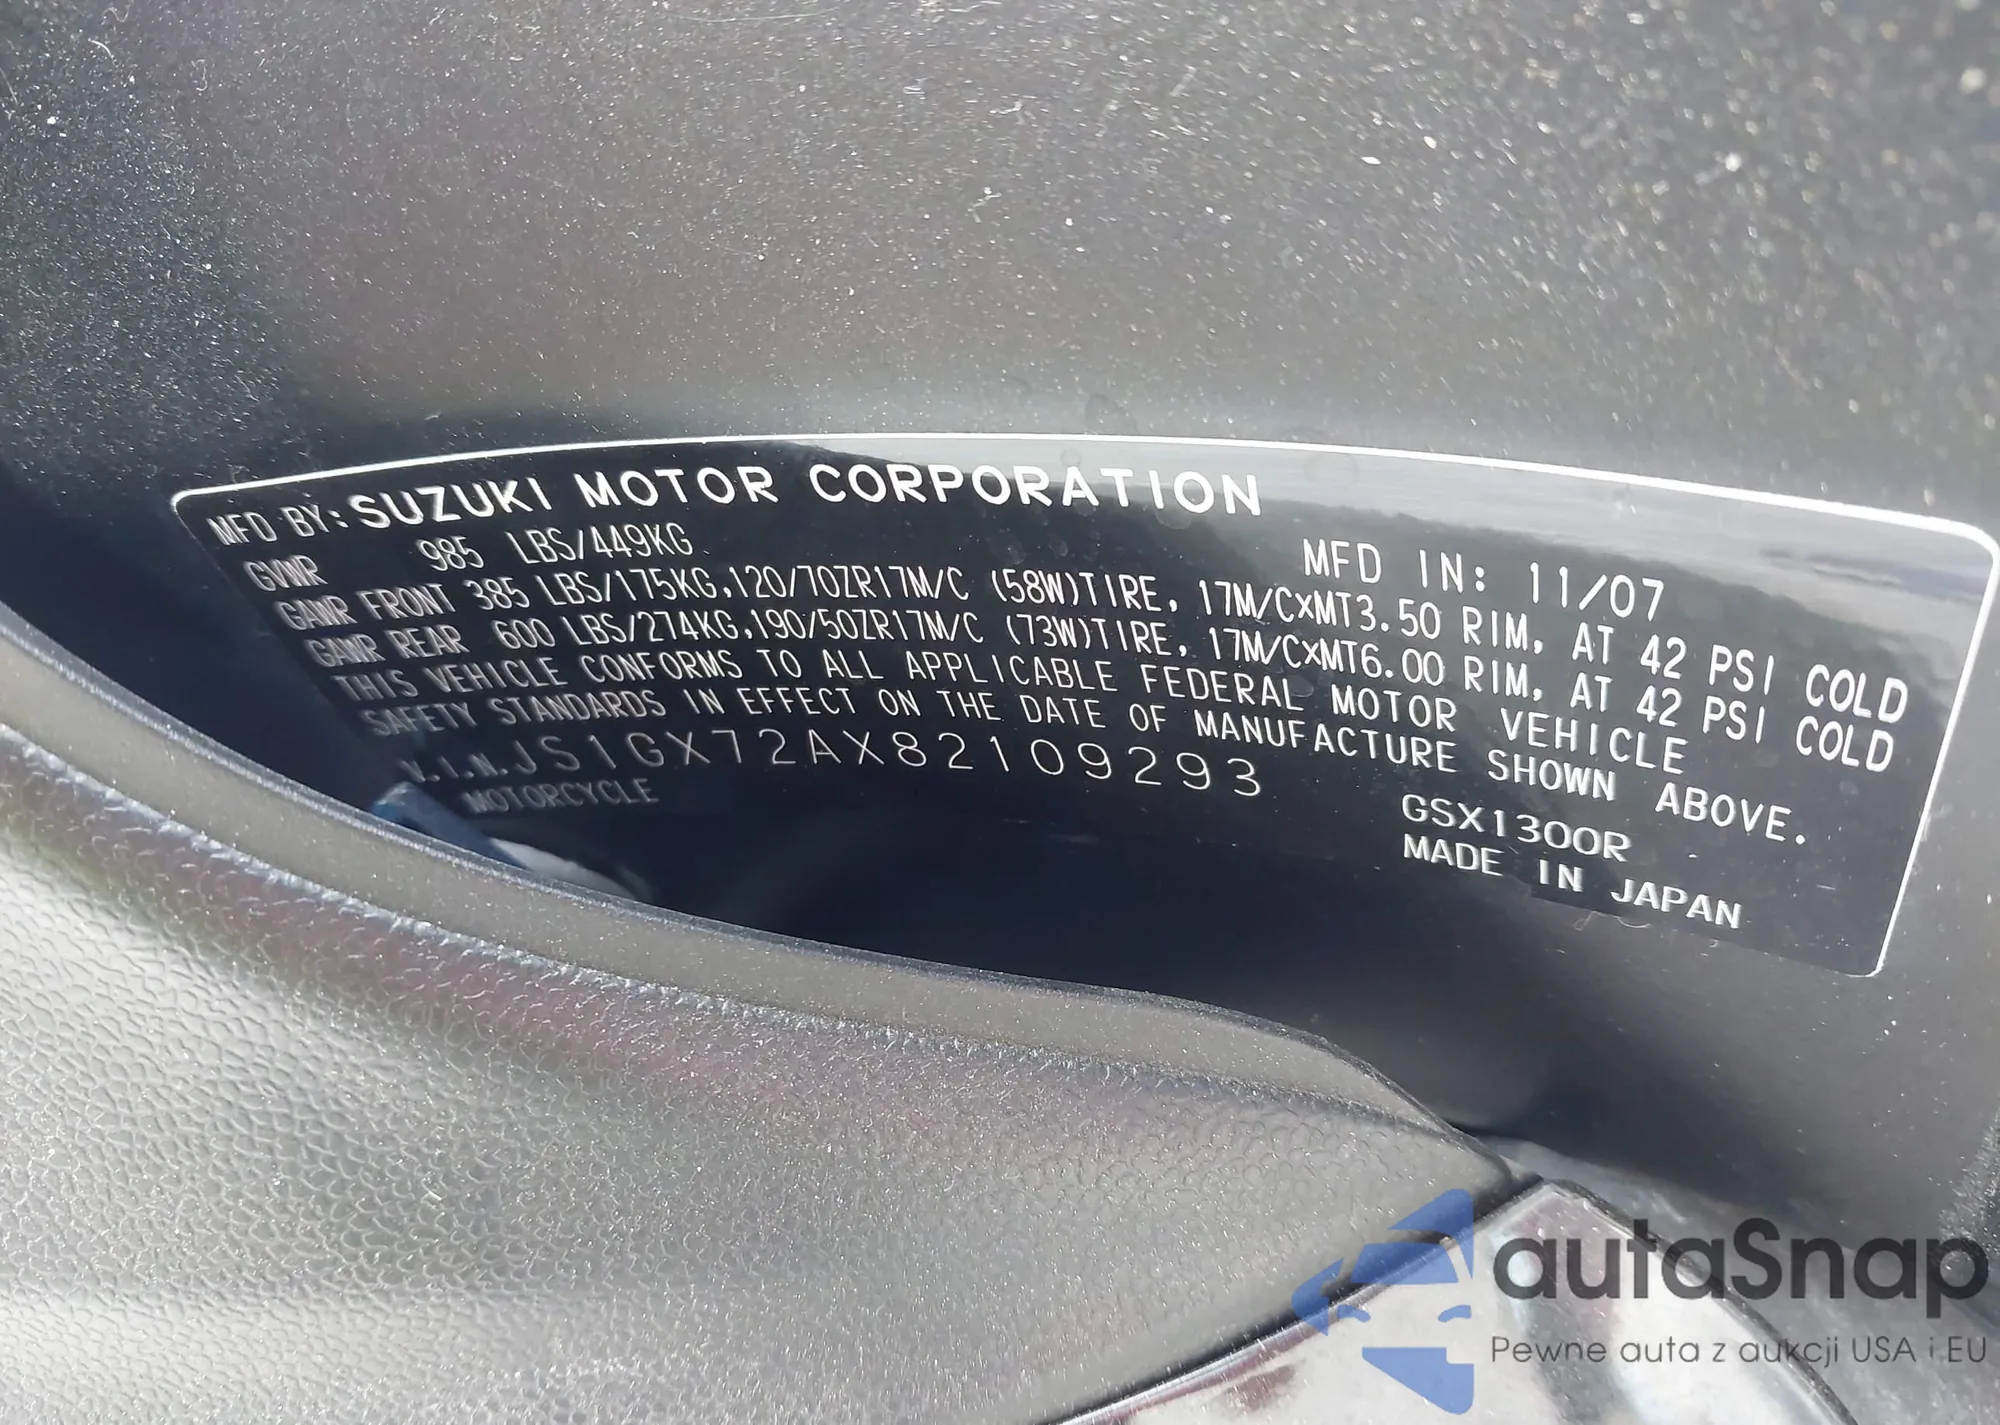 MFD BY: SUZUKI MOTOR CORPORATION
MFD IN: 11/07
GVWR 985 LBS/449KG
GAWR FRONT 385 LBS/175KG,120/70ZR17M/C (58W)TIRE, 17M/C×MT3.50 RIM, AT 42 PSI COLD
GAWR REAR 600 LBS/274KG,190/50ZR17M/C (73W)TIRE, 17M/C×MT6.00 RIM, AT 42 PSI COLD
THIS VEHICLE CONFORMS TO ALL APPLICABLE FEDERAL MOTOR VEHICLE
SAFETY STANDARDS IN EFFECT ON THE DATE OF MANUFACTURE SHOWN ABOVE.
V.I.N. JS1GX72AX82109293
GSX1300R
MOTORCYCLE
MADE IN JAPAN
autaSnap
Pewne auta z aukcji USA i EU